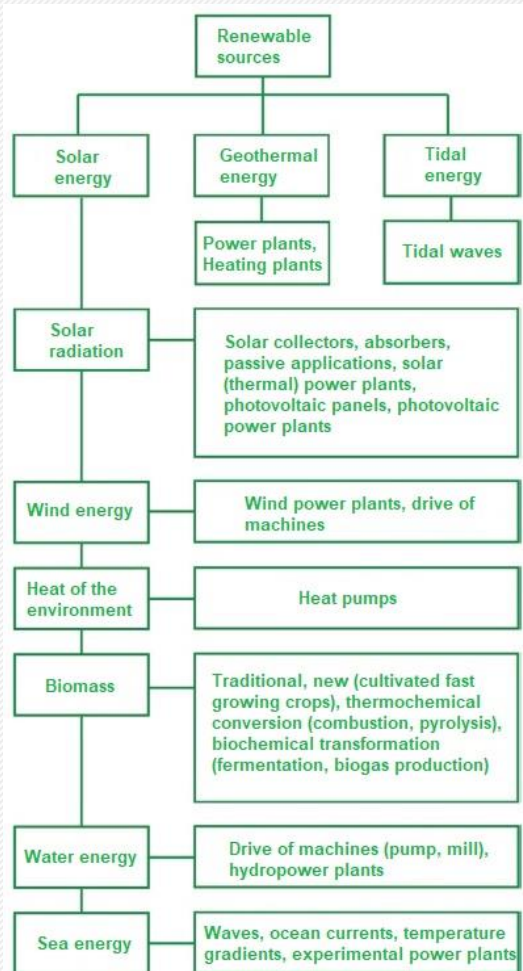 Renewable
sources
Solar
energy
Geothermal
energy
Tidal
energy
Power plants,
Heating plants
Tidal waves
Solar
radiation
Solar collectors, absorbers,
passive applications, solar
(thermal) power plants,
photovoltaic panels, photovoltaic
power plants
Wind energy
Wind power plants, drive of
machines
Heat of the
environment
Heat pumps
Biomass
Traditional, new (cultivated fast
growing crops), thermochemical
conversion (combustion, pyrolysis),
biochemical transformation
(fermentation, biogas production)
Water energy
Drive of machines (pump, mill),
hydropower plants
Sea energy
Waves, ocean currents, temperature
gradients, experimental power plants